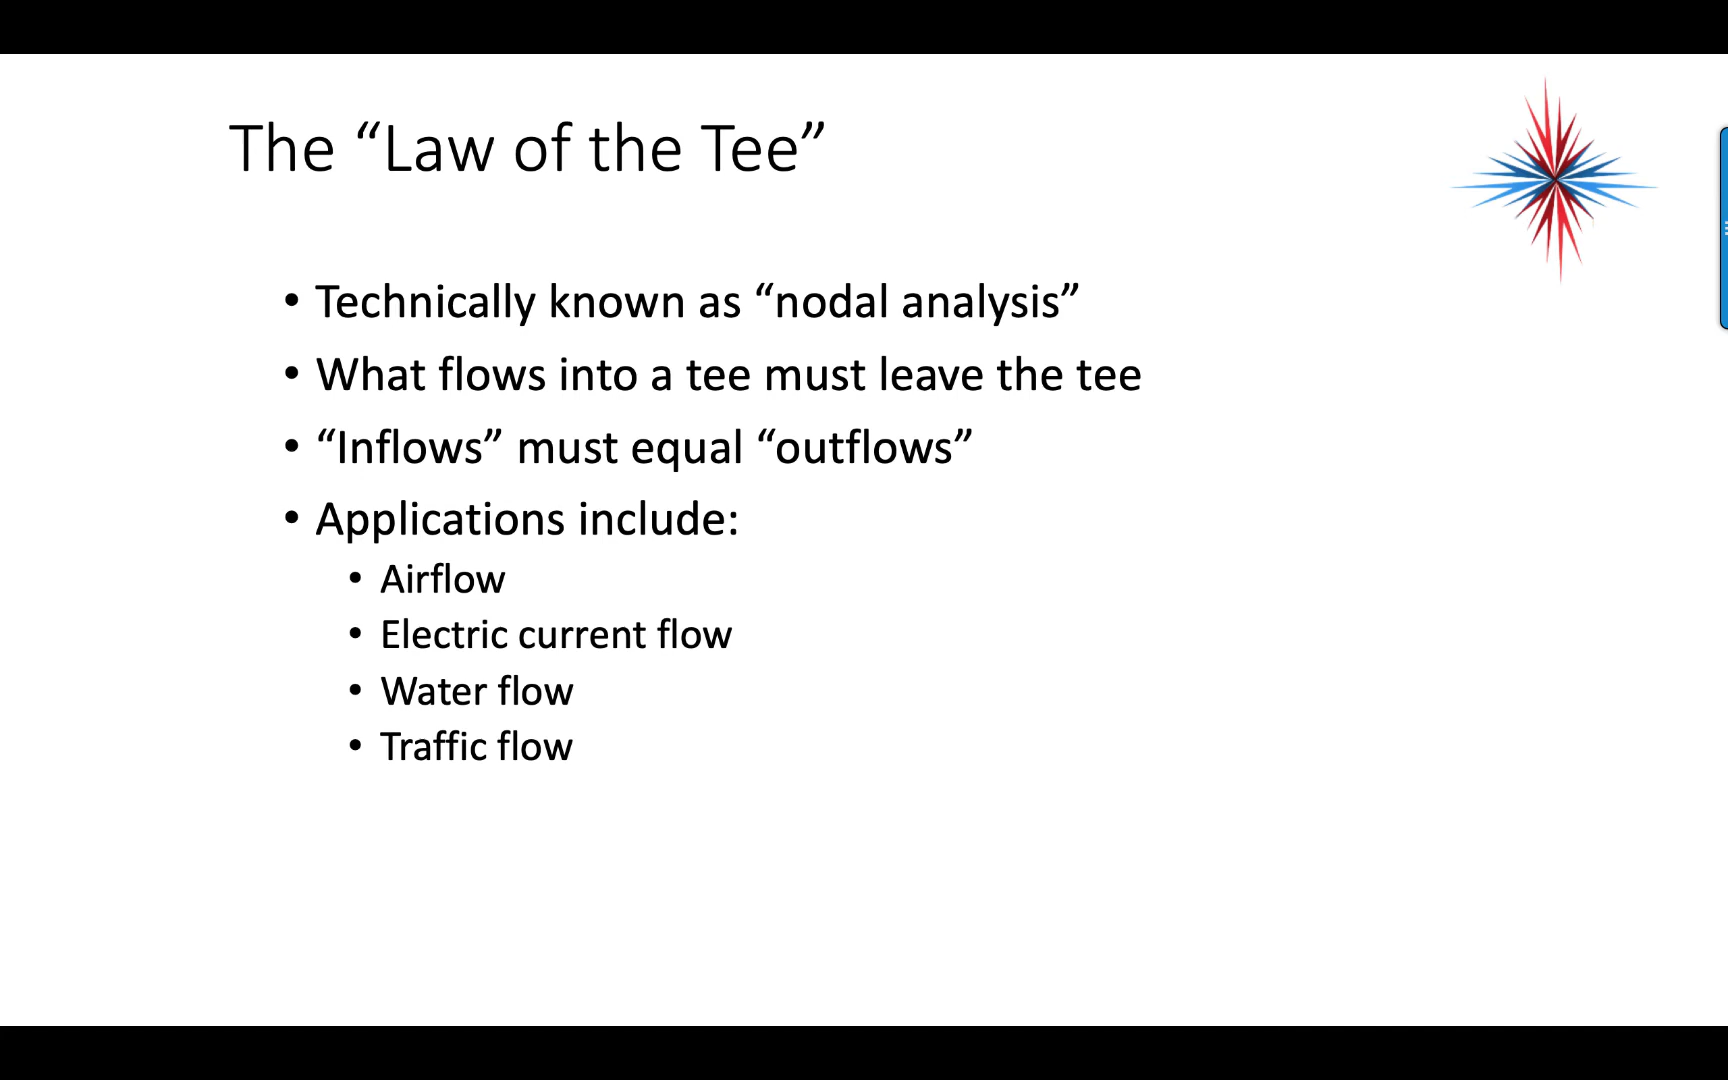 The “Law of the Tee”
• Technically known as “nodal analysis”
• What flows into a tee must leave the tee
• “Inflows” must equal “outflows”
• Applications include:
• Airflow
• Electric current flow
• Water flow
• Traffic flow